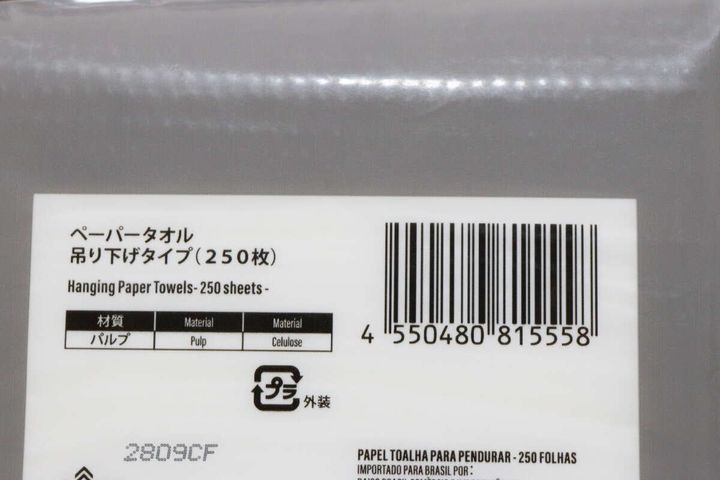 ペーパータオル
吊り下げタイプ（250枚）
Hanging Paper Towels- 250 sheets -
材質 Material Material
パルプ Pulp Celulose
4 550480 815558
プラ 外装
2809CF
PAPEL TOALHA PARA PENDURAR - 250 FOLHAS
IMPORTADO PARA BRASIL POR :